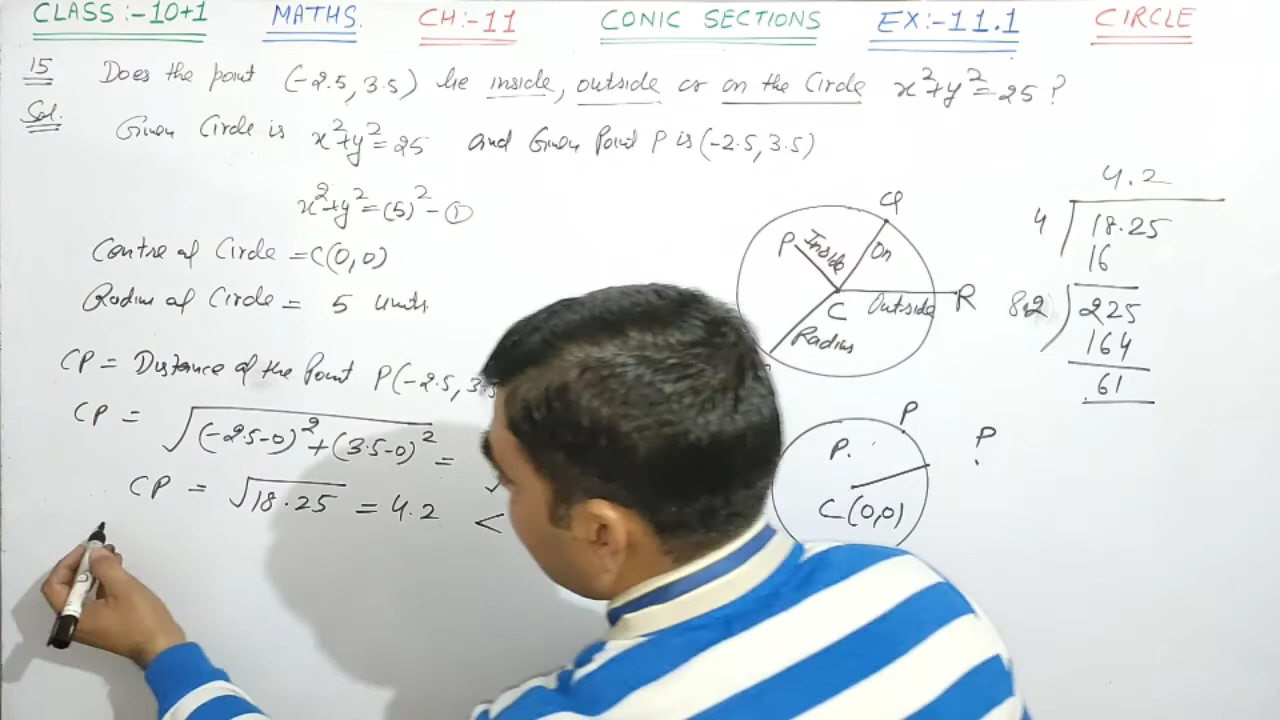 CLASS:-10+1 MATHS. CH:-11 CONIC SECTIONS EX:-11.1 CIRCLE
15 Does the point (-2.5, 3.5) lie inside, outside or on the Circle x²+y²=25?
Sol. Given Circle is x²+y²=25 and Given Point P is (-2.5, 3.5)
x²+y²=(5)² -①
Centre of Circle = C(0,0)
Radius of Circle = 5 units
CP = Distance of the Point P(-2.5, 3.5
CP = √(-2.5-0)²+(3.5-0)² =
CP = √18.25 = 4.2 <
Q
P Inside On
C Outside R
Radius
P
P. P
C(0,0)
4.2
4 18.25
16
82 225
164
61